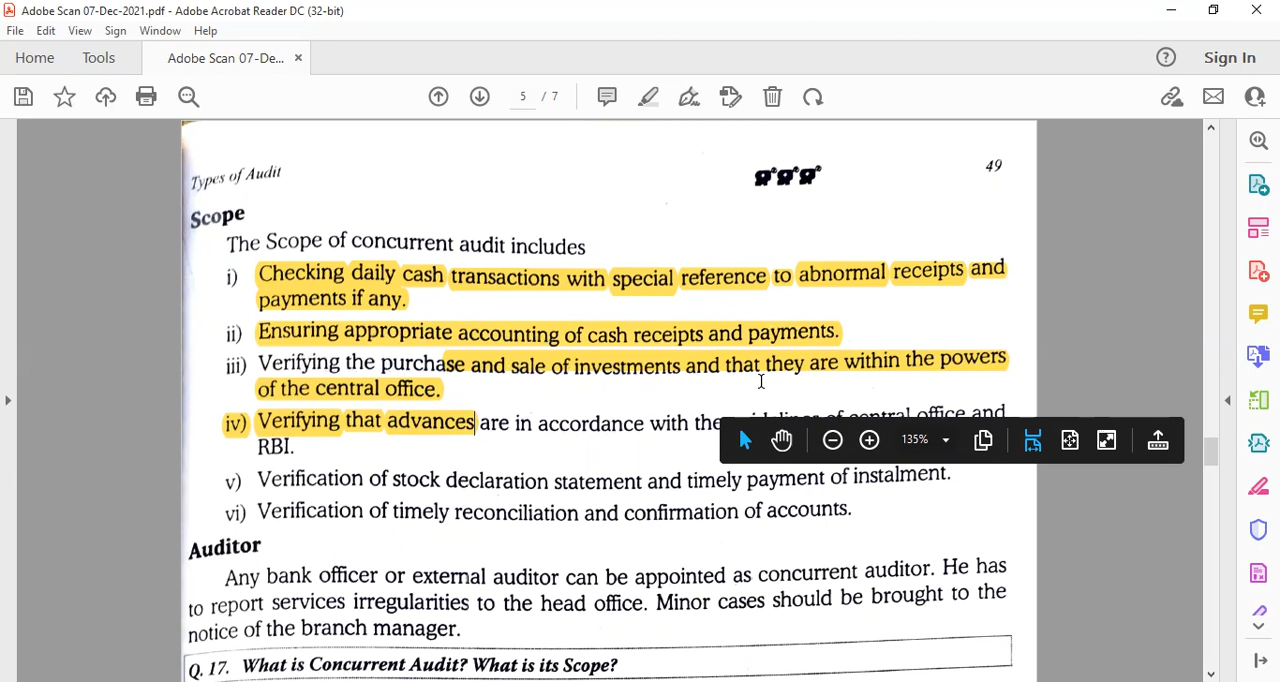 Adobe Scan 07-Dec-2021.pdf - Adobe Acrobat Reader DC (32-bit)
File Edit View Sign Window Help
Home Tools Adobe Scan 07-De... ×
Sign In
5 / 7
Types of Audit
49
Scope
The Scope of concurrent audit includes
i) Checking daily cash transactions with special reference to abnormal receipts and
payments if any.
ii) Ensuring appropriate accounting of cash receipts and payments.
iii) Verifying the purchase and sale of investments and that they are within the powers
of the central office.
iv) Verifying that advances are in accordance with the central office and
RBI.
135%
v) Verification of stock declaration statement and timely payment of instalment.
vi) Verification of timely reconciliation and confirmation of accounts.
Auditor
Any bank officer or external auditor can be appointed as concurrent auditor. He has
to report services irregularities to the head office. Minor cases should be brought to the
notice of the branch manager.
Q. 17. What is Concurrent Audit? What is its Scope?